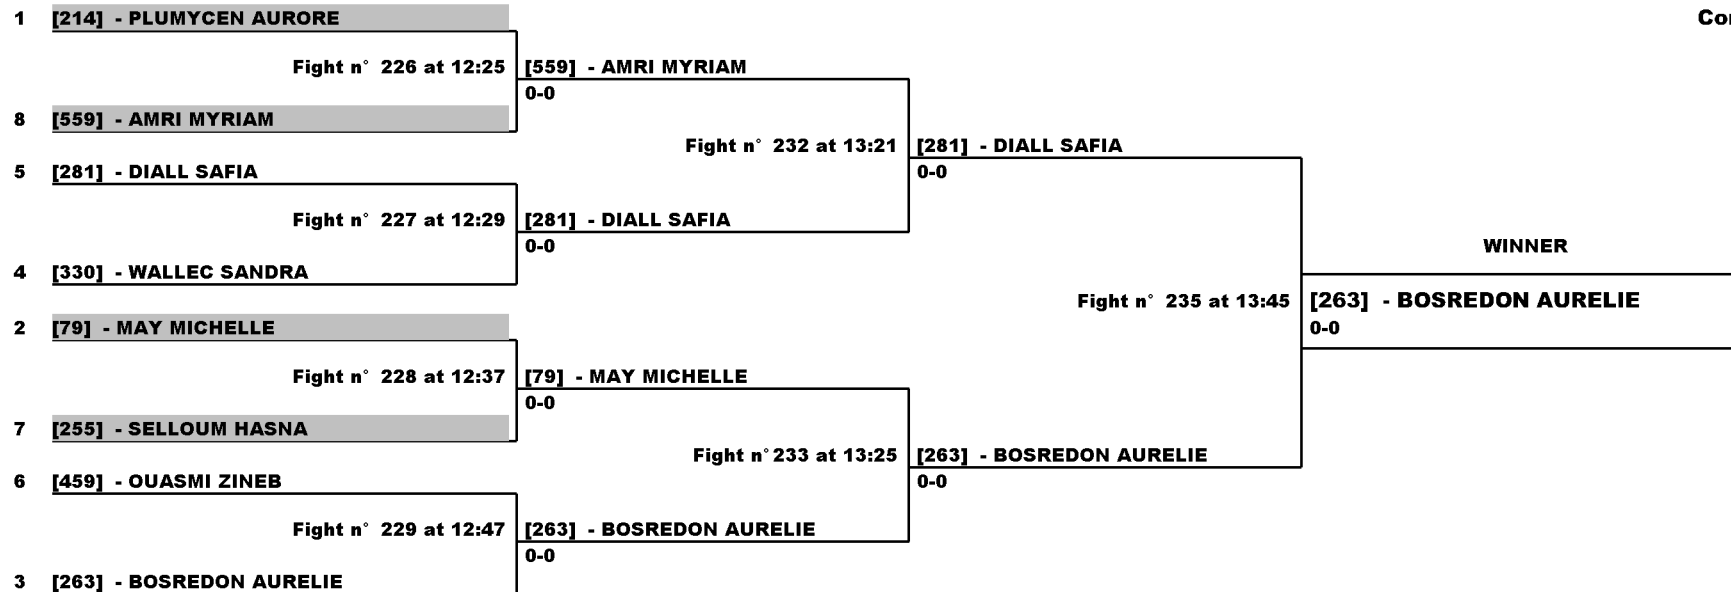 1 [214] - PLUMYCEN AURORE
Cor
Fight n° 226 at 12:25 [559] - AMRI MYRIAM
0-0
8 [559] - AMRI MYRIAM
Fight n° 232 at 13:21 [281] - DIALL SAFIA
5 [281] - DIALL SAFIA
0-0
Fight n° 227 at 12:29 [281] - DIALL SAFIA
0-0
WINNER
4 [330] - WALLEC SANDRA
Fight n° 235 at 13:45 [263] - BOSREDON AURELIE
0-0
2 [79] - MAY MICHELLE
Fight n° 228 at 12:37 [79] - MAY MICHELLE
0-0
7 [255] - SELLOUM HASNA
Fight n°233 at 13:25 [263] - BOSREDON AURELIE
6 [459] - OUASMI ZINEB
0-0
Fight n° 229 at 12:47 [263] - BOSREDON AURELIE
0-0
3 [263] - BOSREDON AURELIE